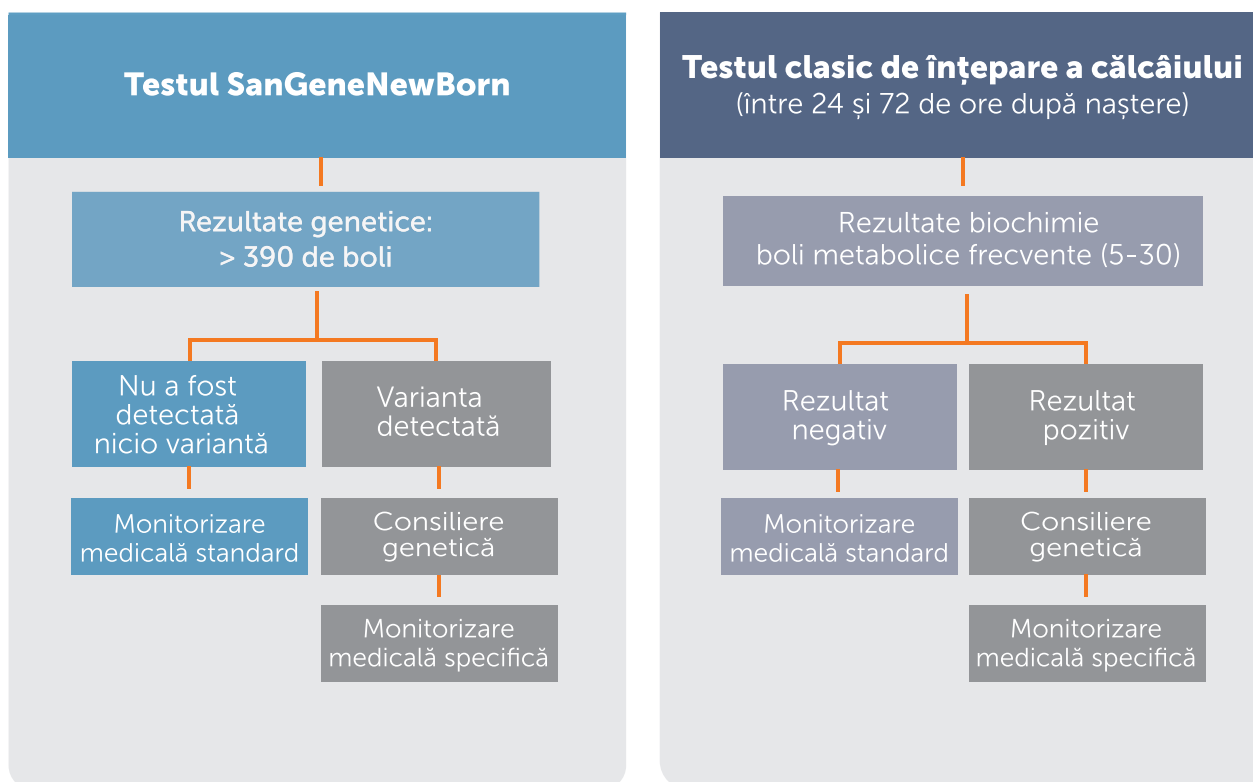 Testul SanGeneNewBorn
Rezultate genetice:
> 390 de boli
Nu a fost
detectată
nicio variantă
Varianta
detectată
Monitorizare
medicală standard
Consiliere
genetică
Monitorizare
medicală specifică
Testul clasic de înțepare a călcâiului
(între 24 și 72 de ore după naștere)
Rezultate biochimie
boli metabolice frecvente (5-30)
Rezultat
negativ
Rezultat
pozitiv
Monitorizare
medicală standard
Consiliere
genetică
Monitorizare
medicală specifică